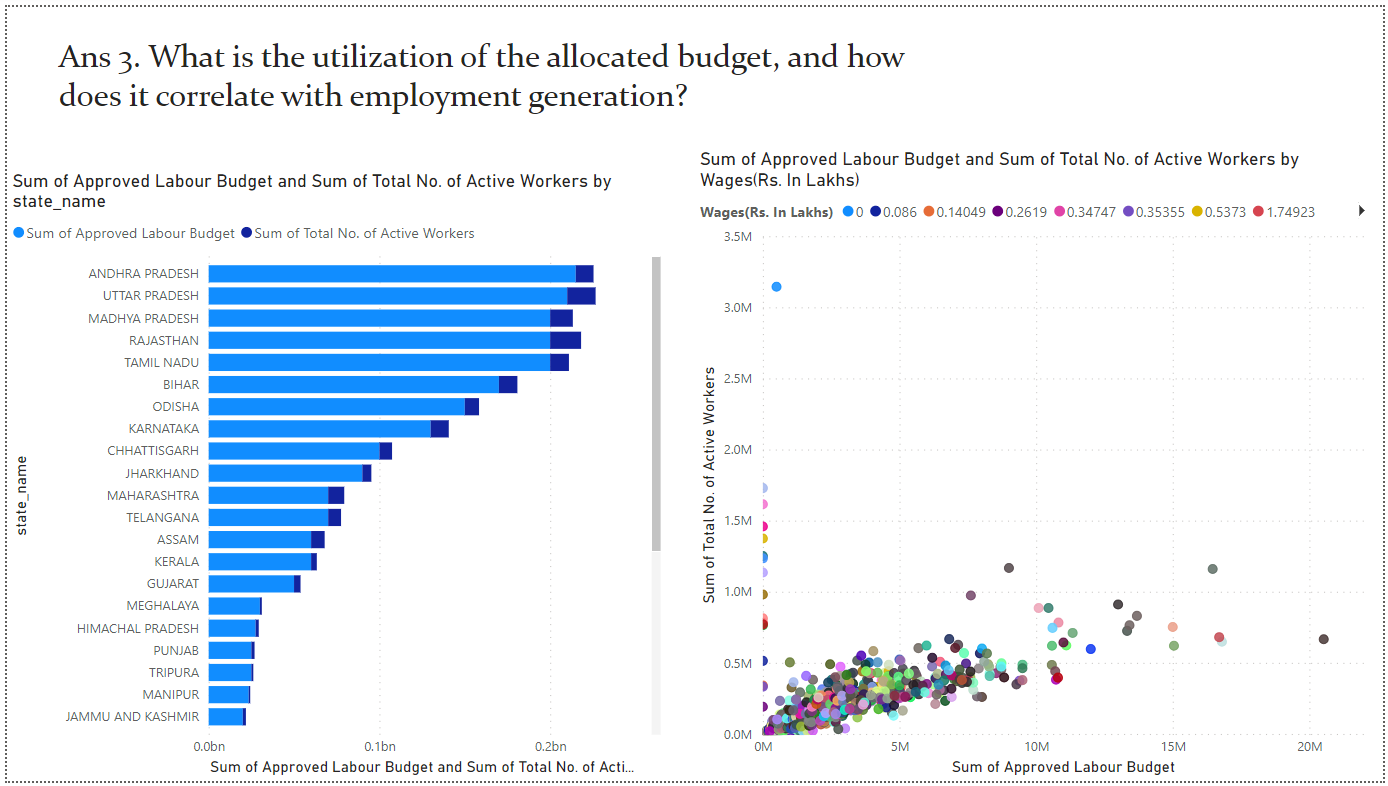 Ans 3. What is the utilization of the allocated budget, and how
does it correlate with employment generation?
Sum of Approved Labour Budget and Sum of Total No. of Active Workers by
state_name
Sum of Approved Labour Budget Sum of Total No. of Active Workers
state_name
ANDHRA PRADESH
UTTAR PRADESH
MADHYA PRADESH
RAJASTHAN
TAMIL NADU
BIHAR
ODISHA
KARNATAKA
CHHATTISGARH
JHARKHAND
MAHARASHTRA
TELANGANA
ASSAM
KERALA
GUJARAT
MEGHALAYA
HIMACHAL PRADESH
PUNJAB
TRIPURA
MANIPUR
JAMMU AND KASHMIR
0.0bn 0.1bn 0.2bn
Sum of Approved Labour Budget and Sum of Total No. of Acti...
Sum of Approved Labour Budget and Sum of Total No. of Active Workers by
Wages(Rs. In Lakhs)
Wages(Rs. In Lakhs) 0 0.086 0.14049 0.2619 0.34747 0.35355 0.5373 1.74923
Sum of Total No. of Active Workers
3.5M
3.0M
2.5M
2.0M
1.5M
1.0M
0.5M
0.0M
0M 5M 10M 15M 20M
Sum of Approved Labour Budget